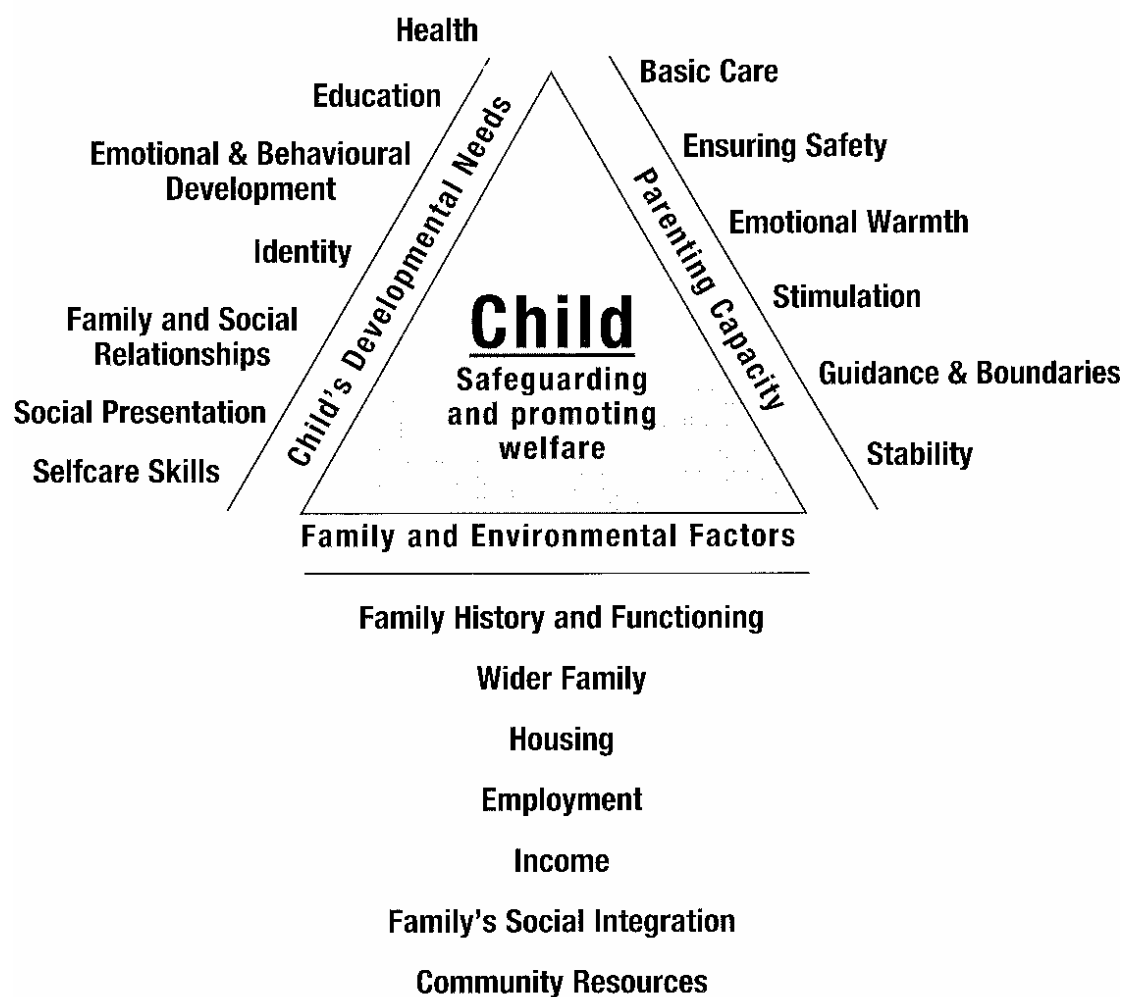 Health
Education
Emotional & Behavioural
Development
Identity
Family and Social
Relationships
Social Presentation
Selfcare Skills
Child's Developmental Needs
Basic Care
Ensuring Safety
Emotional Warmth
Stimulation
Guidance & Boundaries
Stability
Parenting Capacity
Child
Safeguarding
and promoting
welfare
Family and Environmental Factors
Family History and Functioning
Wider Family
Housing
Employment
Income
Family's Social Integration
Community Resources